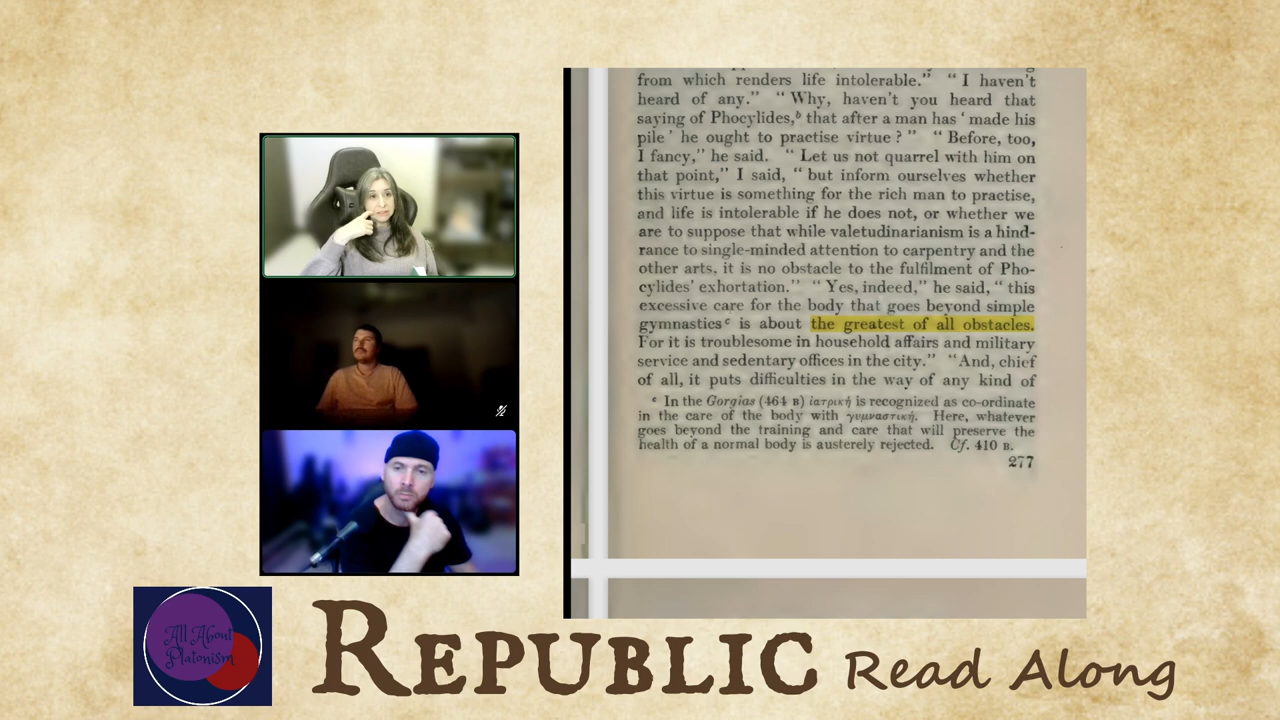 from which renders life intolerable.” “ I haven’t
heard of any.” “ Why, haven’t you heard that
saying of Phocylides,ᵇ that after a man has ‘ made his
pile ’ he ought to practise virtue ? ” “ Before, too,
I fancy,” he said. “ Let us not quarrel with him on
that point,” I said, “ but inform ourselves whether
this virtue is something for the rich man to practise,
and life is intolerable if he does not, or whether we
are to suppose that while valetudinarianism is a hind-
rance to single-minded attention to carpentry and the
other arts, it is no obstacle to the fulfilment of Pho-
cylides’ exhortation.” “ Yes, indeed,” he said, “ this
excessive care for the body that goes beyond simple
gymnasticsᶜ is about the greatest of all obstacles.
For it is troublesome in household affairs and military
service and sedentary offices in the city.” “And, chief
of all, it puts difficulties in the way of any kind of
ᶜ In the Gorgias (464 B) ἰατρική is recognized as co-ordinate
in the care of the body with γυμναστική. Here, whatever
goes beyond the training and care that will preserve the
health of a normal body is austerely rejected. Cf. 410 B.
277
All About
Platonism
REPUBLIC Read Along